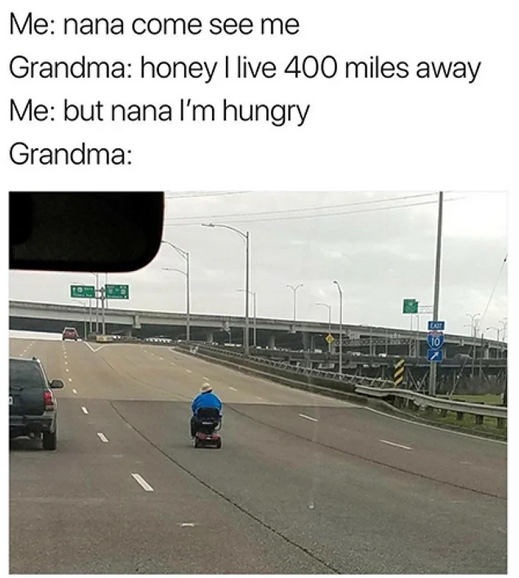 Me: nana come see me
Grandma: honey I live 400 miles away
Me: but nana I'm hungry
Grandma:
EAST
10